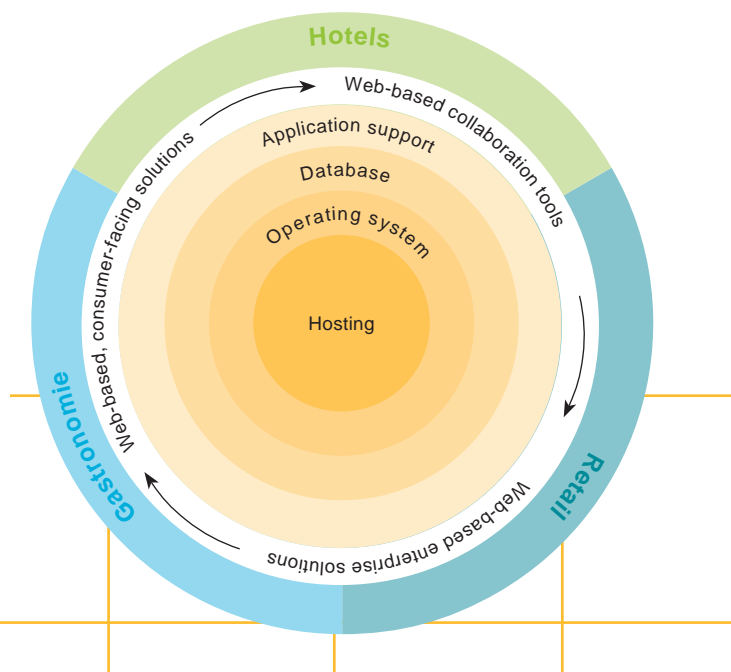 Hotels
Web-based collaboration tools
Application support
Database
Operating system
Hosting
Web-based, consumer-facing solutions
Gastronomie
Retail
Web-based enterprise solutions